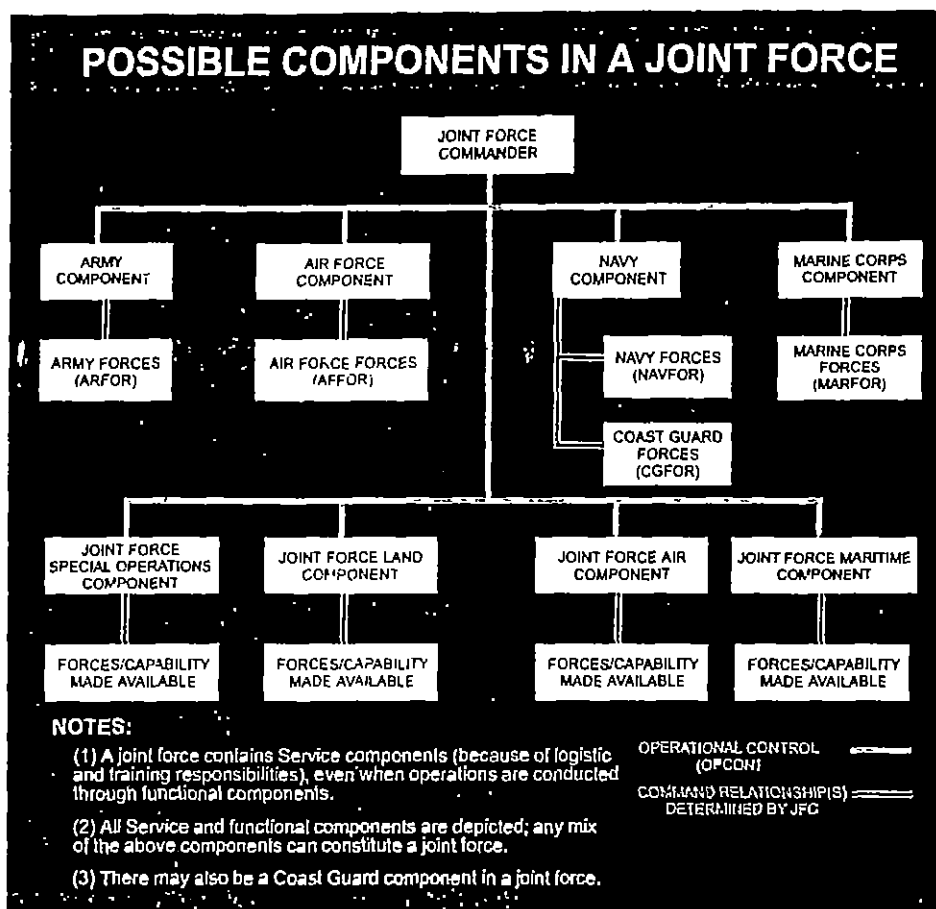 POSSIBLE COMPONENTS IN A JOINT FORCE
JOINT FORCE
COMMANDER
ARMY
COMPONENT
AIR FORCE
COMPONENT
NAVY
COMPONENT
MARINE CORPS
COMPONENT
ARMY FORCES
(ARFOR)
AIR FORCE FORCES
(AFFOR)
NAVY FORCES
(NAVFOR)
MARINE CORPS
FORCES
(MARFOR)
COAST GUARD
FORCES
(CGFOR)
JOINT FORCE
SPECIAL OPERATIONS
COMPONENT
JOINT FORCE LAND
COMPONENT
JOINT FORCE AIR
COMPONENT
JOINT FORCE MARITIME
COMPONENT
FORCES/CAPABILITY
MADE AVAILABLE
FORCES/CAPABILITY
MADE AVAILABLE
FORCES/CAPABILITY
MADE AVAILABLE
FORCES/CAPABILITY
MADE AVAILABLE
NOTES:
(1) A joint force contains Service components (because of logistic
and training responsibilities), even when operations are conducted
through functional components.
(2) All Service and functional components are depicted; any mix
of the above components can constitute a joint force.
(3) There may also be a Coast Guard component in a joint force.
OPERATIONAL CONTROL
(OPCON)
COMMAND RELATIONSHIP(S)
DETERMINED BY JFC